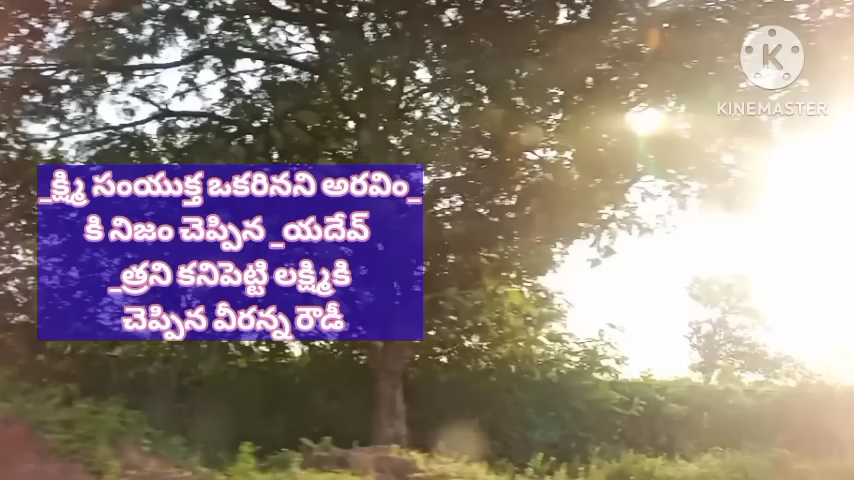 _క్ష్మి సంయుక్త ఒకరినని అరవిం_
కి నిజం చెప్పిన _యదేవ్
_త్రని కనిపెట్టి లక్ష్మికి
చెప్పిన వీరన్న రౌడీ
KINEMASTER